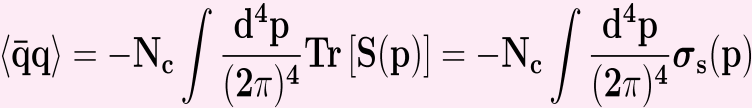 ⟨q̄q⟩ = −N_c ∫ d⁴p/(2π)⁴ Tr [S(p)] = −N_c ∫ d⁴p/(2π)⁴ σ_s(p)